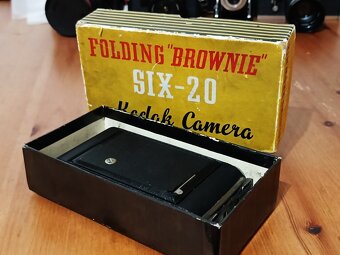 FOLDING "BROWNIE"
SIX-20
Kodak Camera